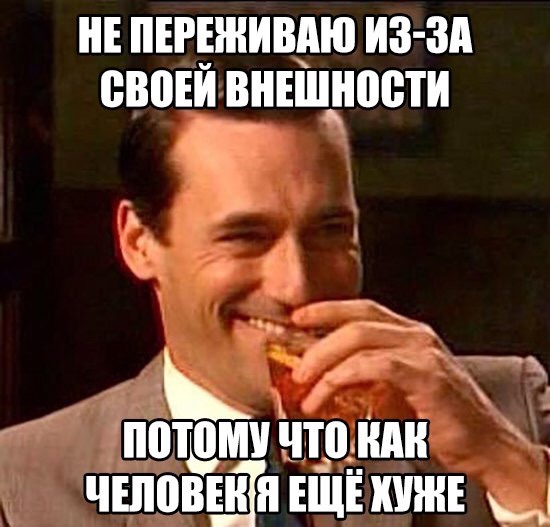 НЕ ПЕРЕЖИВАЮ ИЗ-ЗА
СВОЕЙ ВНЕШНОСТИ
ПОТОМУ ЧТО КАК
ЧЕЛОВЕК Я ЕЩЁ ХУЖЕ